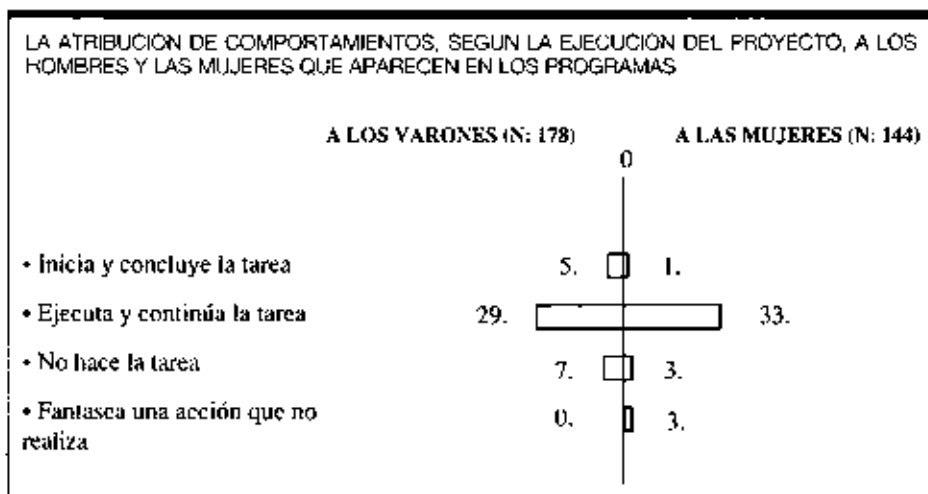 LA ATRIBUCION DE COMPORTAMIENTOS, SEGUN LA EJECUCION DEL PROYECTO, A LOS
HOMBRES Y LAS MUJERES QUE APARECEN EN LOS PROGRAMAS
A LOS VARONES (N: 178) A LAS MUJERES (N: 144)
0
• Inicia y concluye la tarea 5. 1.
• Ejecuta y continúa la tarea 29. 33.
• No hace la tarea 7. 3.
• Fantasea una acción que no 0. 3.
realiza